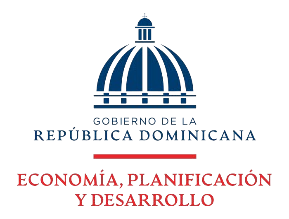 GOBIERNO DE LA
REPÚBLICA DOMINICANA
ECONOMÍA, PLANIFICACIÓN
Y DESARROLLO